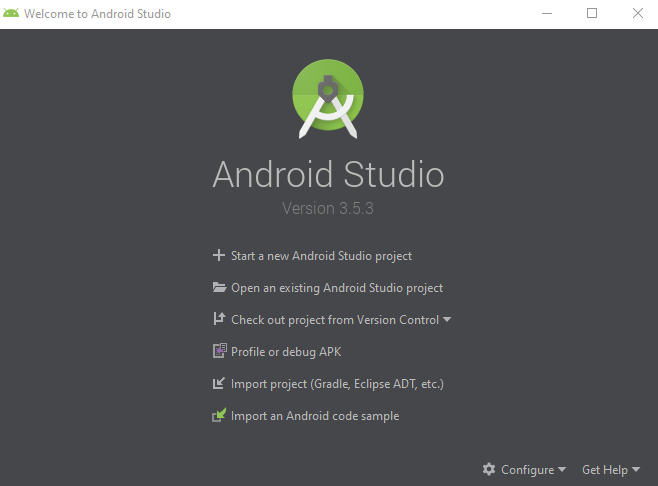 Welcome to Android Studio
Android Studio
Version 3.5.3
Start a new Android Studio project
Open an existing Android Studio project
Check out project from Version Control
Profile or debug APK
Import project (Gradle, Eclipse ADT, etc.)
Import an Android code sample
Configure Get Help